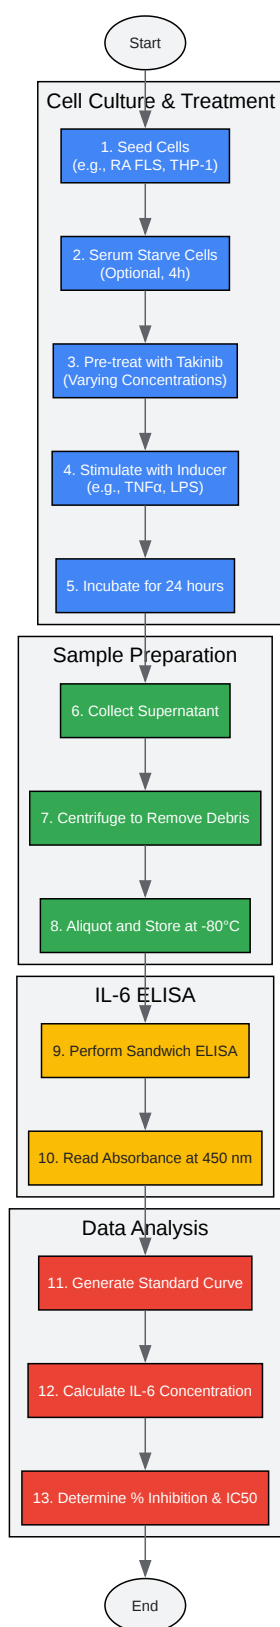 Start
Cell Culture & Treatment
1. Seed Cells
(e.g., RA FLS, THP-1)
2. Serum Starve Cells
(Optional, 4h)
3. Pre-treat with Takinib
(Varying Concentrations)
4. Stimulate with Inducer
(e.g., TNFα, LPS)
5. Incubate for 24 hours
Sample Preparation
6. Collect Supernatant
7. Centrifuge to Remove Debris
8. Aliquot and Store at -80°C
IL-6 ELISA
9. Perform Sandwich ELISA
10. Read Absorbance at 450 nm
Data Analysis
11. Generate Standard Curve
12. Calculate IL-6 Concentration
13. Determine % Inhibition & IC50
End